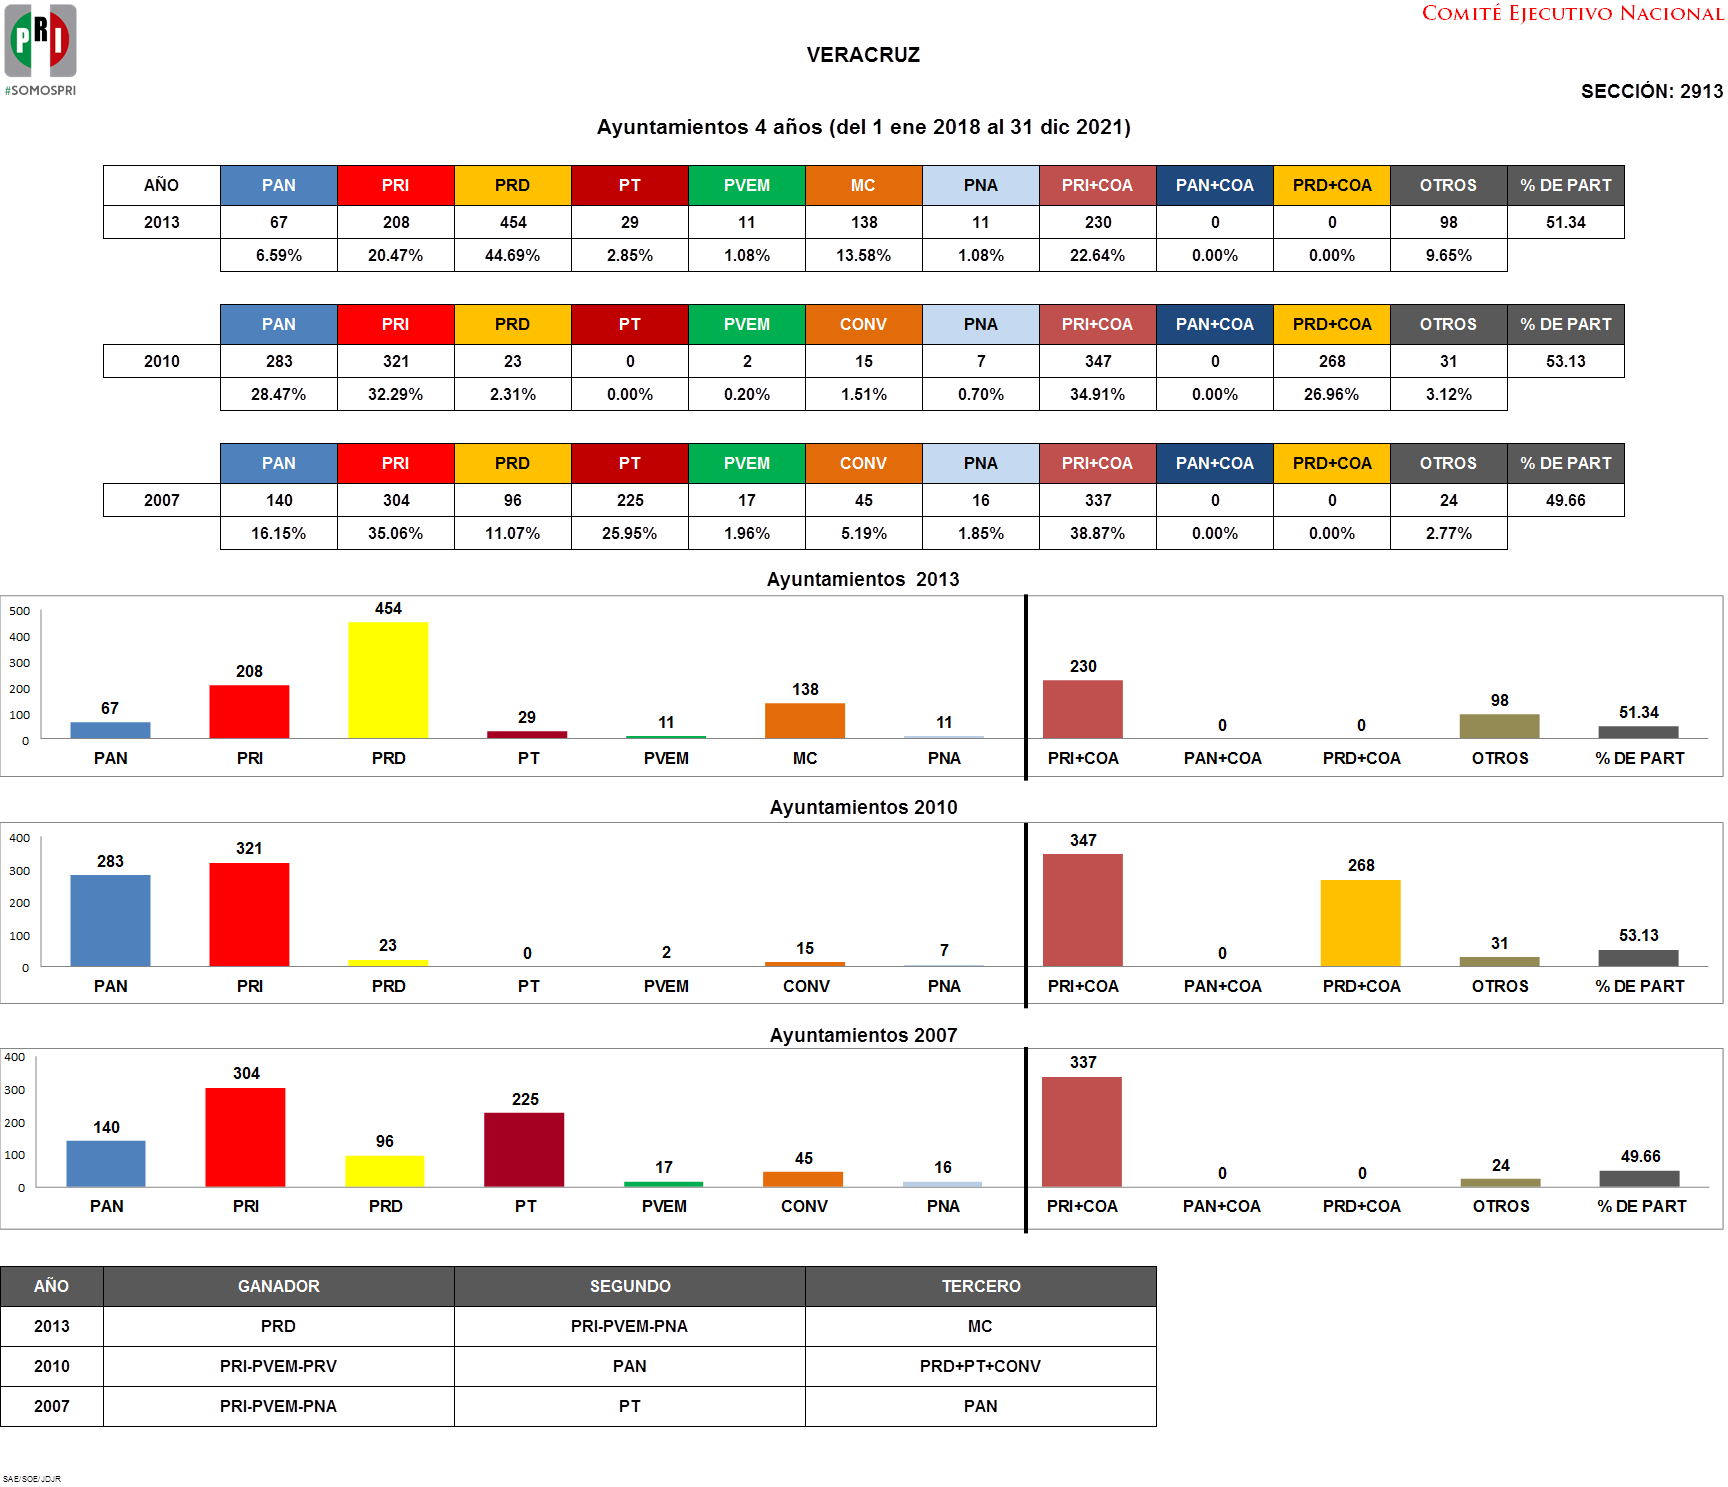 PRI
#SOMOSPRI
COMITÉ EJECUTIVO NACIONAL
VERACRUZ
SECCIÓN: 2913
Ayuntamientos 4 años (del 1 ene 2018 al 31 dic 2021)
AÑO PAN PRI PRD PT PVEM MC PNA PRI+COA PAN+COA PRD+COA OTROS % DE PART
2013 67 208 454 29 11 138 11 230 0 0 98 51.34
6.59% 20.47% 44.69% 2.85% 1.08% 13.58% 1.08% 22.64% 0.00% 0.00% 9.65%
PAN PRI PRD PT PVEM CONV PNA PRI+COA PAN+COA PRD+COA OTROS % DE PART
2010 283 321 23 0 2 15 7 347 0 268 31 53.13
28.47% 32.29% 2.31% 0.00% 0.20% 1.51% 0.70% 34.91% 0.00% 26.96% 3.12%
PAN PRI PRD PT PVEM CONV PNA PRI+COA PAN+COA PRD+COA OTROS % DE PART
2007 140 304 96 225 17 45 16 337 0 0 24 49.66
16.15% 35.06% 11.07% 25.95% 1.96% 5.19% 1.85% 38.87% 0.00% 0.00% 2.77%
Ayuntamientos 2013
500
400
300
200
100
0
67 208 454 29 11 138 11 230 0 0 98 51.34
PAN PRI PRD PT PVEM MC PNA PRI+COA PAN+COA PRD+COA OTROS % DE PART
Ayuntamientos 2010
400
300
200
100
0
283 321 23 0 2 15 7 347 0 268 31 53.13
PAN PRI PRD PT PVEM CONV PNA PRI+COA PAN+COA PRD+COA OTROS % DE PART
Ayuntamientos 2007
400
300
200
100
0
140 304 96 225 17 45 16 337 0 0 24 49.66
PAN PRI PRD PT PVEM CONV PNA PRI+COA PAN+COA PRD+COA OTROS % DE PART
AÑO GANADOR SEGUNDO TERCERO
2013 PRD PRI-PVEM-PNA MC
2010 PRI-PVEM-PRV PAN PRD+PT+CONV
2007 PRI-PVEM-PNA PT PAN
SAE/SOE/JDJR